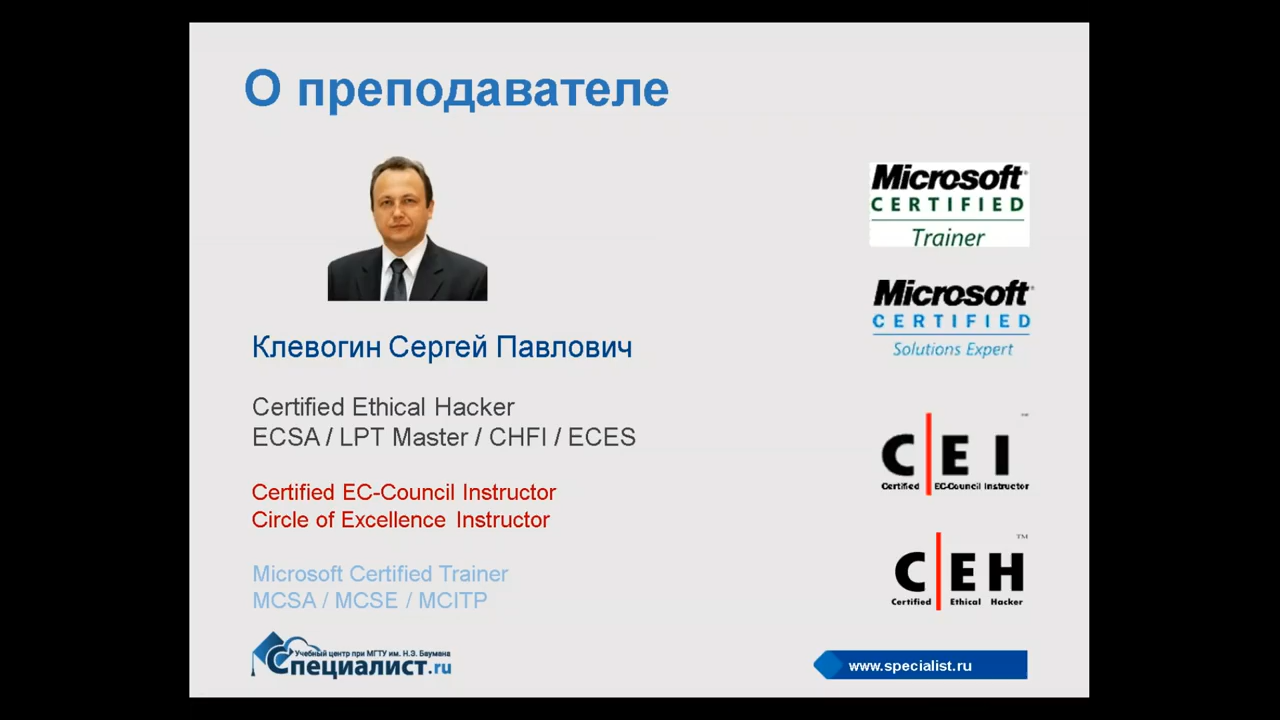 О преподавателе
Клевогин Сергей Павлович
Certified Ethical Hacker
ECSA / LPT Master / CHFI / ECES
Certified EC-Council Instructor
Circle of Excellence Instructor
Microsoft Certified Trainer
MCSA / MCSE / MCITP
Учебный центр при МГТУ им. Н.Э. Баумана
Специалист.ru
Microsoft
CERTIFIED
Trainer
Microsoft
CERTIFIED
Solutions Expert
CEI
Certified EC-Council Instructor
CEH
Certified Ethical Hacker
www.specialist.ru